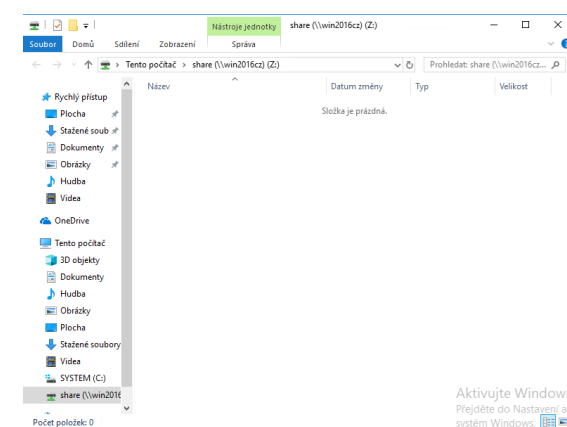 Nástroje jednotky share (\\win2016cz) (Z:)
Soubor Domů Sdílení Zobrazení Správa
Tento počítač › share (\\win2016cz) (Z:) Prohledat: share (\\win2016cz...
Název Datum změny Typ Velikost
Složka je prázdná.
Rychlý přístup
Plocha
Stažené soub
Dokumenty
Obrázky
Hudba
Videa
OneDrive
Tento počítač
3D objekty
Dokumenty
Hudba
Obrázky
Plocha
Stažené soubory
Videa
SYSTEM (C:)
share (\\win2016
Aktivujte Windows
Přejděte do Nastavení a
systém Windows.
Počet položek: 0